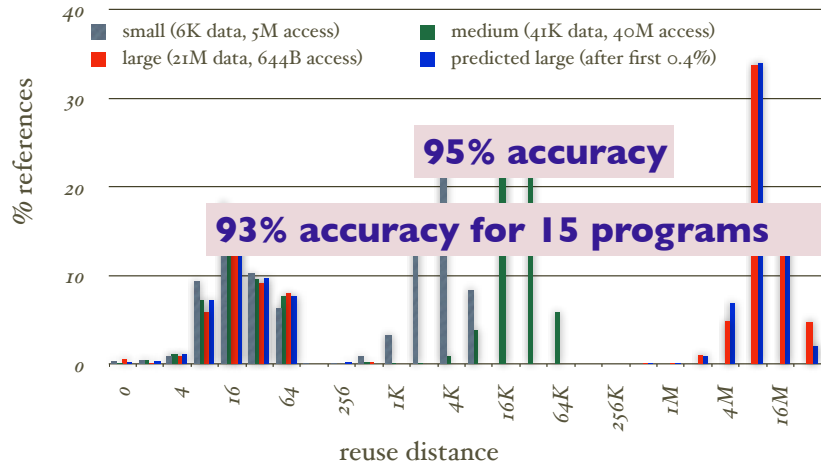 40
small (6K data, 5M access)
medium (41K data, 40M access)
large (21M data, 644B access)
predicted large (after first 0.4%)
30
95% accuracy
20
93% accuracy for 15 programs
10
0
% references
0 4 16 64 256 1K 4K 16K 64K 256K 1M 4M 16M
reuse distance